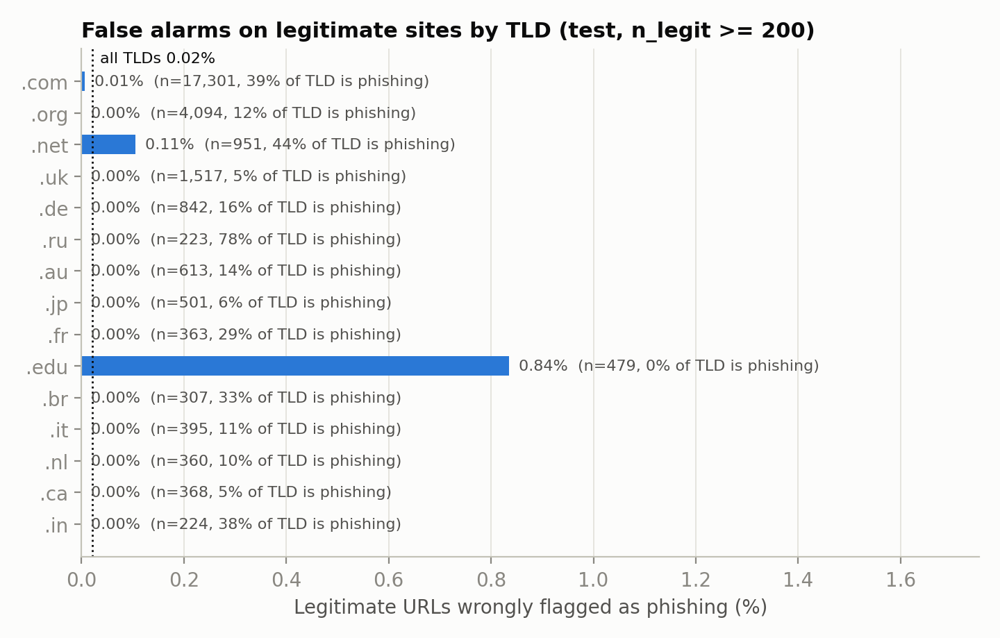 False alarms on legitimate sites by TLD (test, n_legit >= 200)
all TLDs 0.02%
.com 0.01% (n=17,301, 39% of TLD is phishing)
.org 0.00% (n=4,094, 12% of TLD is phishing)
.net 0.11% (n=951, 44% of TLD is phishing)
.uk 0.00% (n=1,517, 5% of TLD is phishing)
.de 0.00% (n=842, 16% of TLD is phishing)
.ru 0.00% (n=223, 78% of TLD is phishing)
.au 0.00% (n=613, 14% of TLD is phishing)
.jp 0.00% (n=501, 6% of TLD is phishing)
.fr 0.00% (n=363, 29% of TLD is phishing)
.edu 0.84% (n=479, 0% of TLD is phishing)
.br 0.00% (n=307, 33% of TLD is phishing)
.it 0.00% (n=395, 11% of TLD is phishing)
.nl 0.00% (n=360, 10% of TLD is phishing)
.ca 0.00% (n=368, 5% of TLD is phishing)
.in 0.00% (n=224, 38% of TLD is phishing)
0.0 0.2 0.4 0.6 0.8 1.0 1.2 1.4 1.6
Legitimate URLs wrongly flagged as phishing (%)